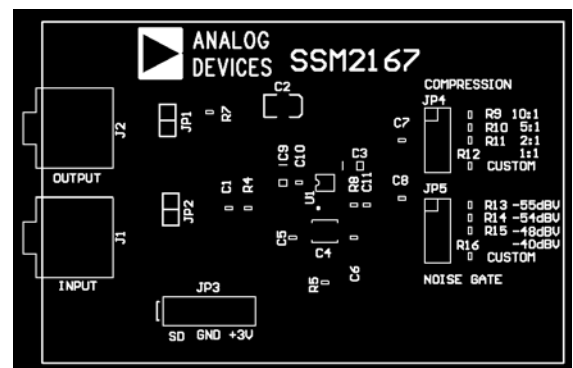 ANALOG
DEVICES
SSM2167
COMPRESSION
JP4
R9 10:1
R10 5:1
R11 2:1
R12 1:1
CUSTOM
C2
JP1
R7
J2
OUTPUT
C7
C9
C10
C3
C8
JP5
R13 -55dBV
R14 -54dBV
R15 -48dBV
R16 -40dBV
CUSTOM
NOISE GATE
JP2
C1
R4
U1
R8
C11
J1
INPUT
C5
C4
C6
R5
JP3
SD GND +3V